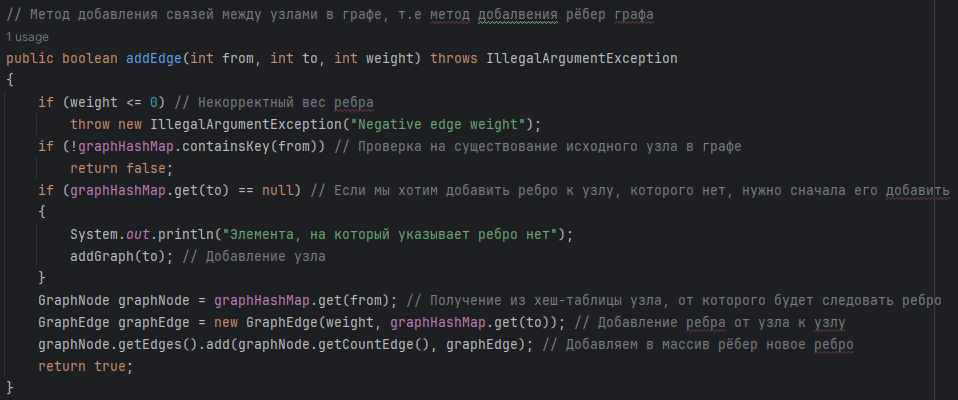 // Метод добавления связей между узлами в графе, т.е метод добалвения рёбер графа
1 usage
public boolean addEdge(int from, int to, int weight) throws IllegalArgumentException
{
    if (weight <= 0) // Некорректный вес ребра
        throw new IllegalArgumentException("Negative edge weight");
    if (!graphHashMap.containsKey(from)) // Проверка на существование исходного узла в графе
        return false;
    if (graphHashMap.get(to) == null) // Если мы хотим добавить ребро к узлу, которого нет, нужно сначала его добавить
    {
        System.out.println("Элемента, на который указывает ребро нет");
        addGraph(to); // Добавление узла
    }
    GraphNode graphNode = graphHashMap.get(from); // Получение из хеш-таблицы узла, от которого будет следовать ребро
    GraphEdge graphEdge = new GraphEdge(weight, graphHashMap.get(to)); // Добавление ребра от узла к узлу
    graphNode.getEdges().add(graphNode.getCountEdge(), graphEdge); // Добавляем в массив рёбер новое ребро
    return true;
}